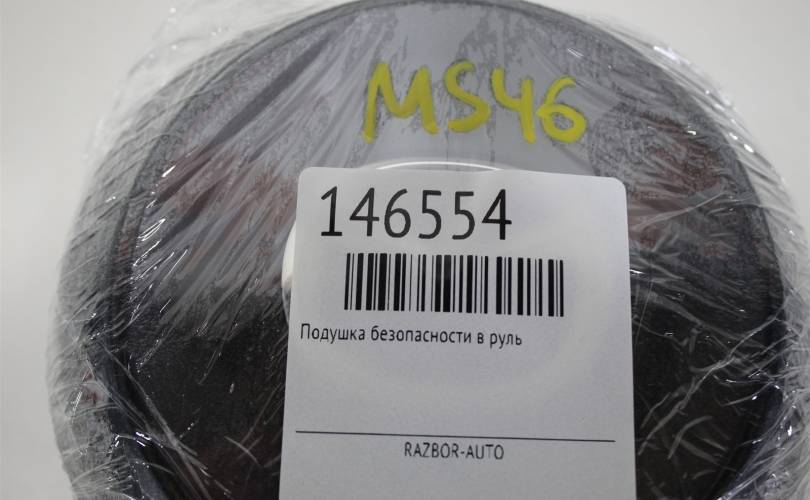 MS46
146554
Подушка безопасности в руль
RAZBOR-AUTO